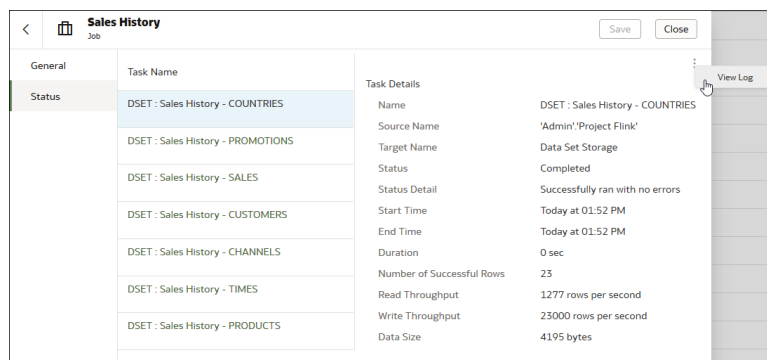 Sales History
Job
Save
Close
General
Status
Task Name
DSET : Sales History - COUNTRIES
DSET : Sales History - PROMOTIONS
DSET : Sales History - SALES
DSET : Sales History - CUSTOMERS
DSET : Sales History - CHANNELS
DSET : Sales History - TIMES
DSET : Sales History - PRODUCTS
View Log
Task Details
Name DSET : Sales History - COUNTRIES
Source Name 'Admin'.'Project Flink'
Target Name Data Set Storage
Status Completed
Status Detail Successfully ran with no errors
Start Time Today at 01:52 PM
End Time Today at 01:52 PM
Duration 0 sec
Number of Successful Rows 23
Read Throughput 1277 rows per second
Write Throughput 23000 rows per second
Data Size 4195 bytes